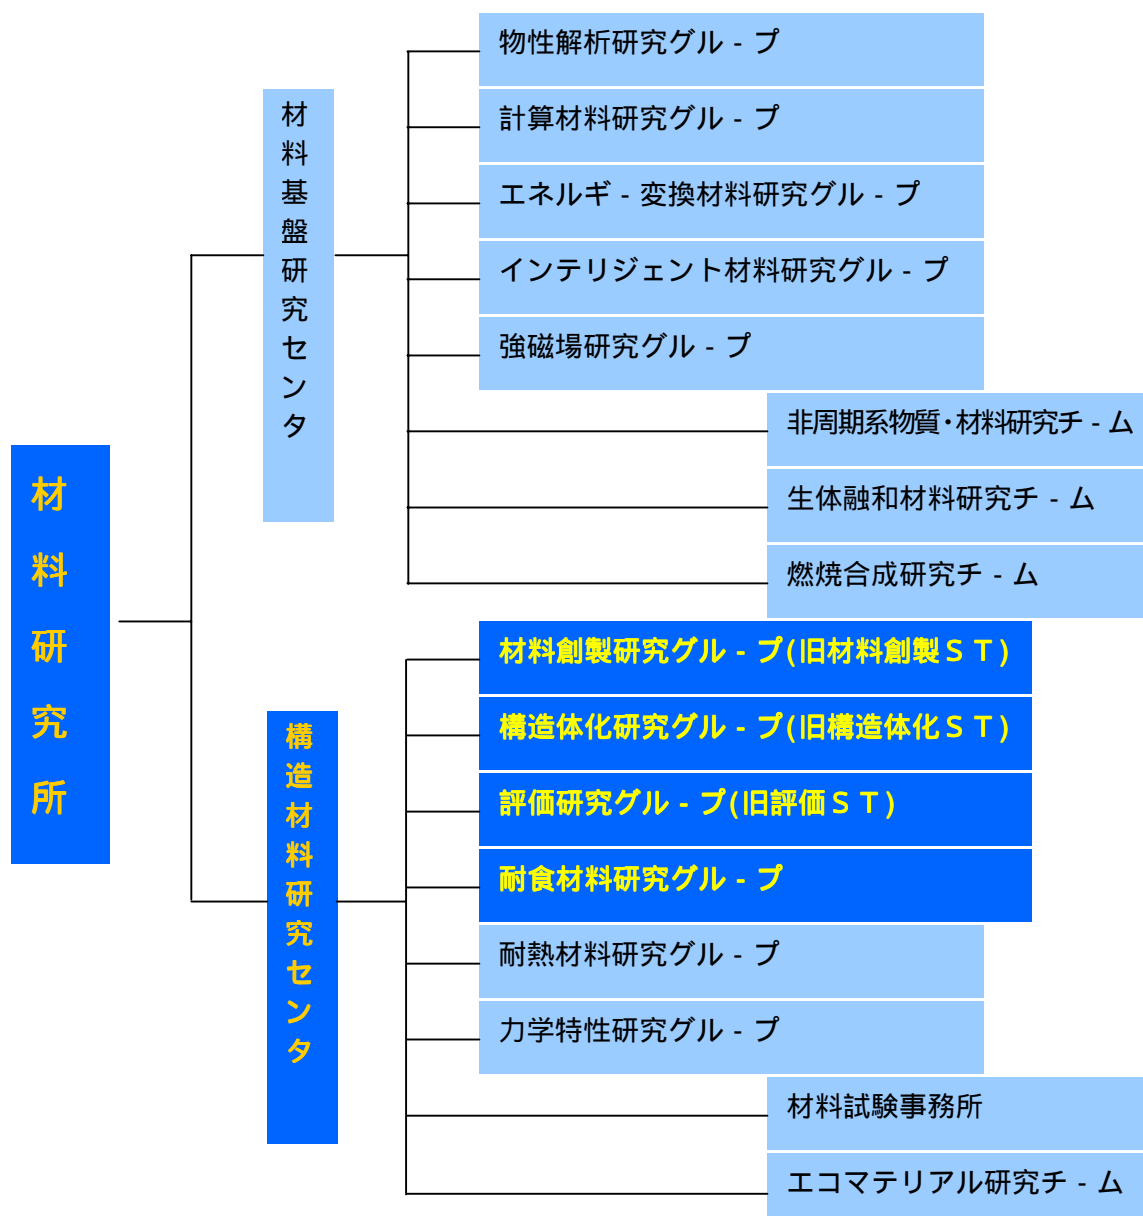 材料研究所
材料基盤研究センタ
物性解析研究グル - プ
計算材料研究グル - プ
エネルギ - 変換材料研究グル - プ
インテリジェント材料研究グル - プ
強磁場研究グル - プ
非周期系物質・材料研究チ - ム
生体融和材料研究チ - ム
燃焼合成研究チ - ム
構造材料研究センタ
材料創製研究グル - プ(旧材料創製ＳＴ)
構造体化研究グル - プ(旧構造体化ＳＴ)
評価研究グル - プ(旧評価ＳＴ)
耐食材料研究グル - プ
耐熱材料研究グル - プ
力学特性研究グル - プ
材料試験事務所
エコマテリアル研究チ - ム